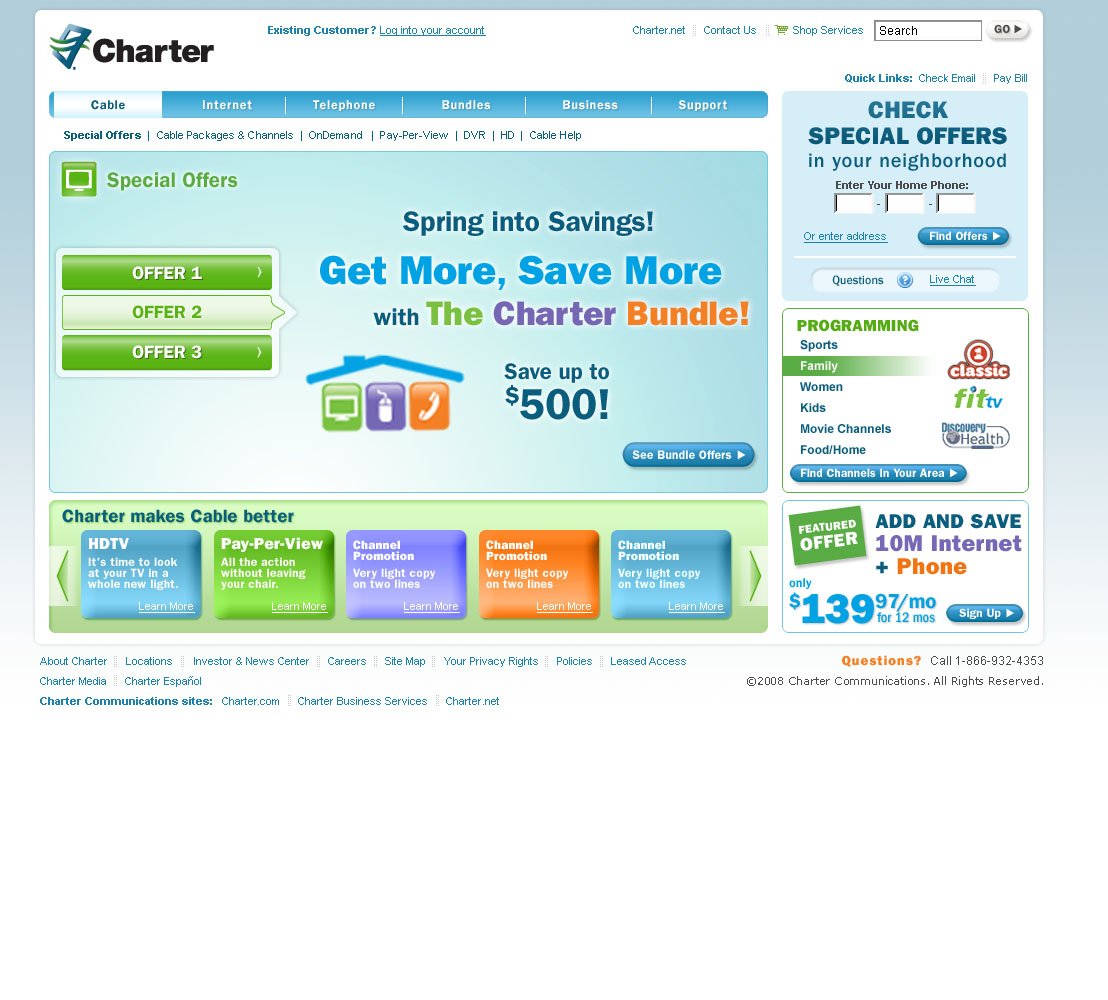 Charter
Existing Customer? Log into your account
Charter.net Contact Us Shop Services Search GO
Quick Links: Check Email Pay Bill
Cable Internet Telephone Bundles Business Support
Special Offers | Cable Packages & Channels | OnDemand | Pay-Per-View | DVR | HD | Cable Help
Special Offers
Spring into Savings!
Get More, Save More
with The Charter Bundle!
OFFER 1
OFFER 2
OFFER 3
Save up to
$500!
See Bundle Offers
CHECK
SPECIAL OFFERS
in your neighborhood
Enter Your Home Phone:
- -
Or enter address Find Offers
Questions ? Live Chat
PROGRAMMING
Sports
Family
Women
Kids
Movie Channels
Food/Home
Find Channels In Your Area
1
classic
fit tv
Discovery
Health
Charter makes Cable better
HDTV
It's time to look
at your TV in a
whole new light.
Learn More
Pay-Per-View
All the action
without leaving
your chair.
Learn More
Channel
Promotion
Very light copy
on two lines
Learn More
Channel
Promotion
Very light copy
on two lines
Learn More
Channel
Promotion
Very light copy
on two lines
Learn More
FEATURED
OFFER
ADD AND SAVE
10M Internet
+ Phone
only
$139 97/mo
for 12 mos
Sign Up
About Charter Locations Investor & News Center Careers Site Map Your Privacy Rights Policies Leased Access
Charter Media Charter Español
Charter Communications sites: Charter.com Charter Business Services Charter.net
Questions? Call 1-866-932-4353
©2008 Charter Communications. All Rights Reserved.